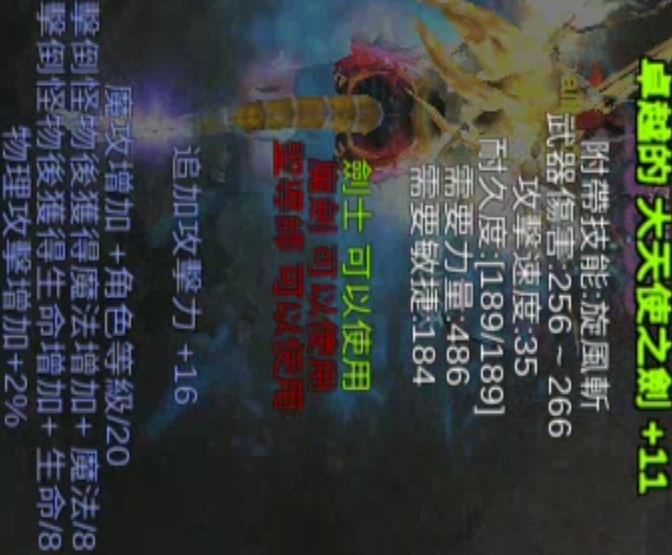 卓越的 大天使之劍 +11
附帶技能:旋風斬
武器傷害:256 ~ 266
攻擊速度:35
耐久度:[189/189]
需要力量:486
需要敏捷:184
劍士 可以使用
魔劍 可以使用
聖導師 可以使用
追加攻擊力 +16
魔攻增加 +角色等級/20
擊倒怪物後獲得魔法增加+ 魔法/8
擊倒怪物後獲得生命增加+ 生命/8
物理攻擊增加+2%